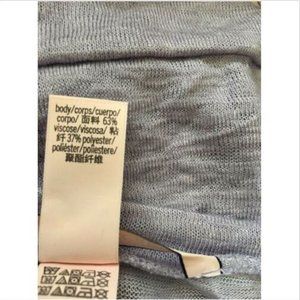 body/corps/cuerpo/
corpo/ 面料 63%
viscose/viscosa/ 粘
纤 37% polyester/
poliéster/poliestere/
聚酯纤维